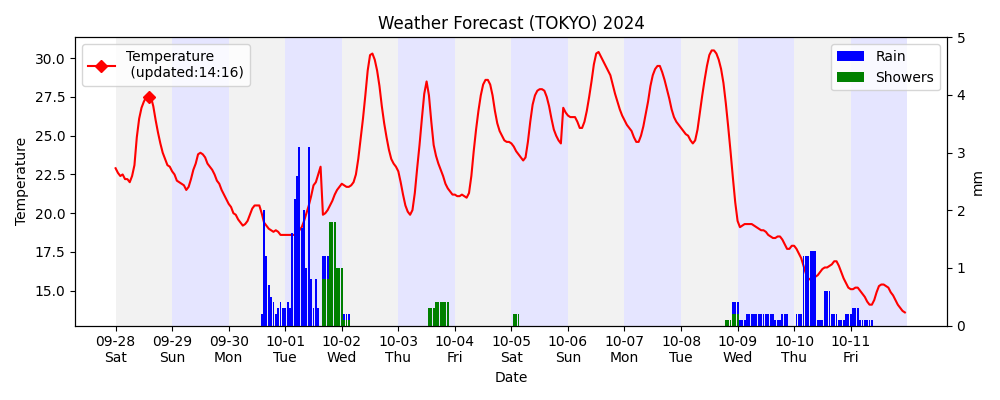 Weather Forecast (TOKYO) 2024
Temperature
(updated:14:16)
Rain
Showers
Temperature
30.0
27.5
25.0
22.5
20.0
17.5
15.0
5
4
3
2
1
0
mm
09-28 09-29 09-30 10-01 10-02 10-03 10-04 10-05 10-06 10-07 10-08 10-09 10-10 10-11
Sat Sun Mon Tue Wed Thu Fri Sat Sun Mon Tue Wed Thu Fri
Date